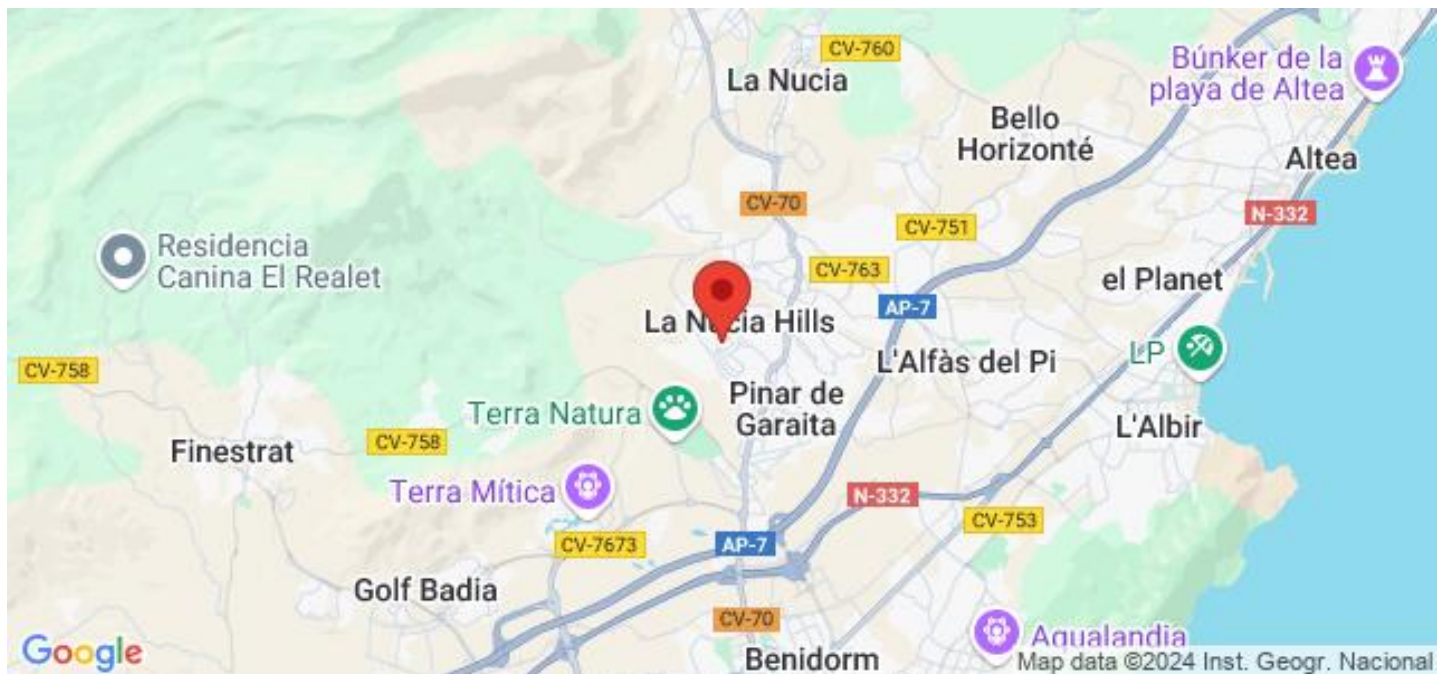 CV-760
La Nucia
Búnker de la
playa de Altea
Bello
Horizonté
Altea
CV-70
N-332
CV-751
Residencia
Canina El Realet
CV-763
el Planet
AP-7
La Nucia Hills
LP
L'Alfàs del Pi
CV-758
Pinar de
Garaita
Terra Natura
L'Albir
CV-758
Finestrat
Terra Mítica
N-332
CV-753
CV-7673
AP-7
Golf Badia
CV-70
Aqualandia
Google
Benidorm
Map data ©2024 Inst. Geogr. Nacional